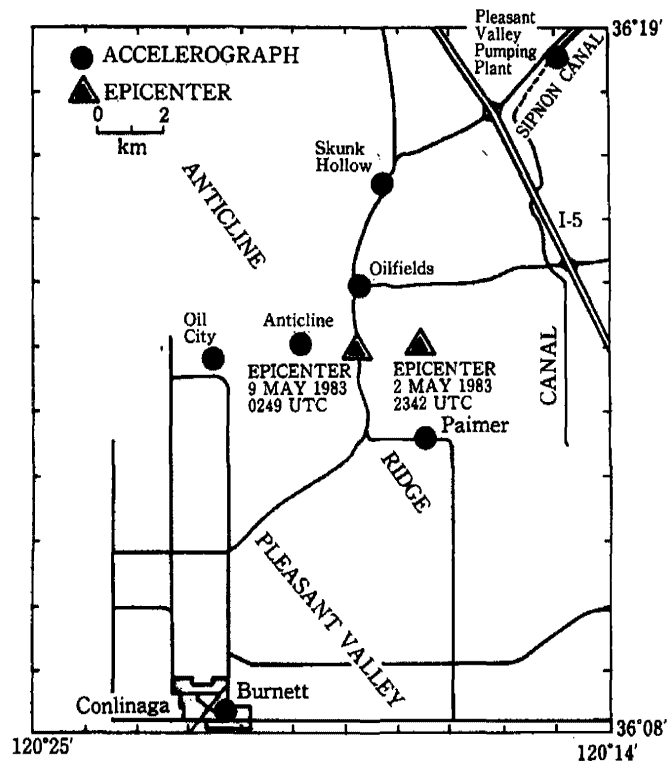 Pleasant
Valley
Pumping
Plant
36°19'
ACCELEROGRAPH
EPICENTER
0 2
km
SIPNON CANAL
Skunk
Hollow
ANTICLINE
I-5
Oilfields
Oil
City
Anticline
EPICENTER
9 MAY 1983
0249 UTC
EPICENTER
2 MAY 1983
2342 UTC
CANAL
Paimer
RIDGE
PLEASANT VALLEY
Conlinaga
Burnett
36°08'
120°25'
120°14'